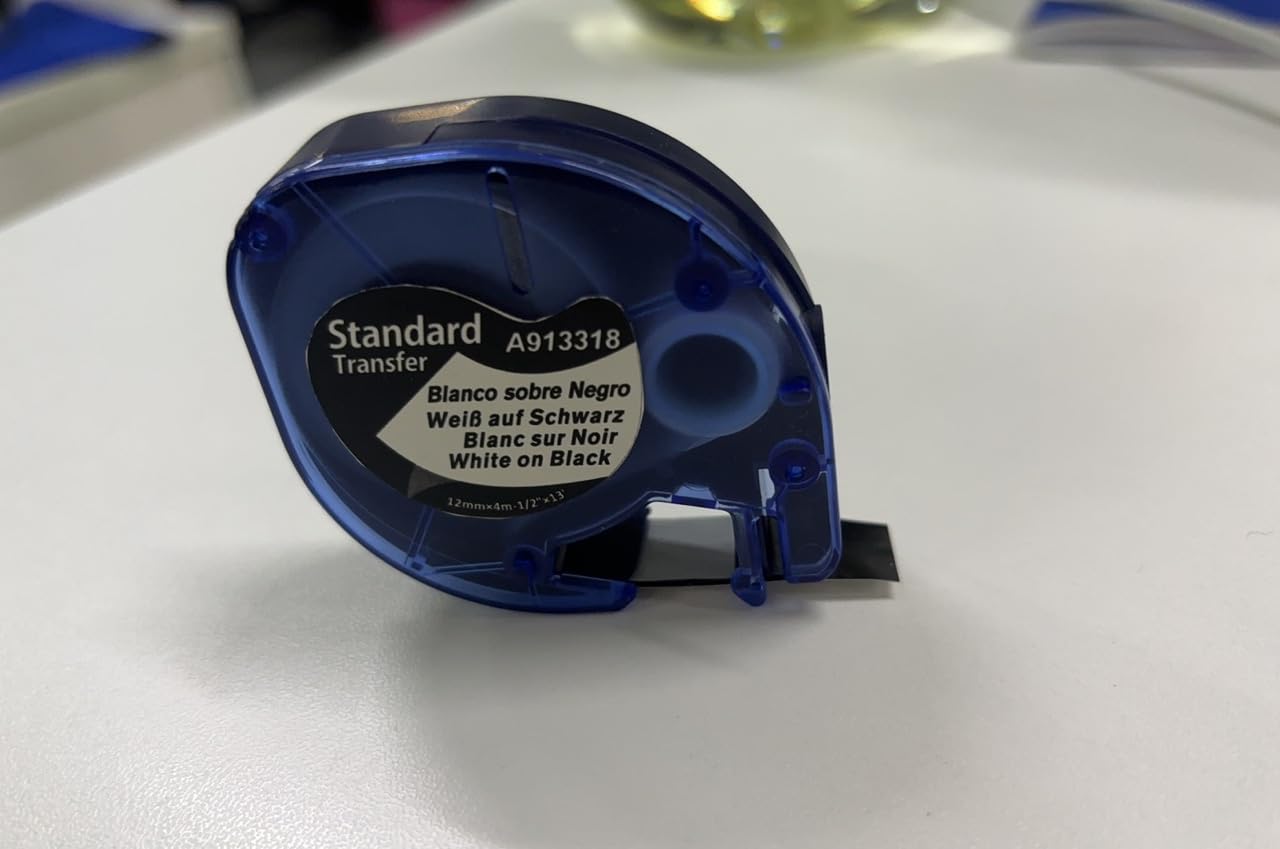 Standard
Transfer
A913318
Blanco sobre Negro
Weiß auf Schwarz
Blanc sur Noir
White on Black
12mm×4m-1/2"×13'